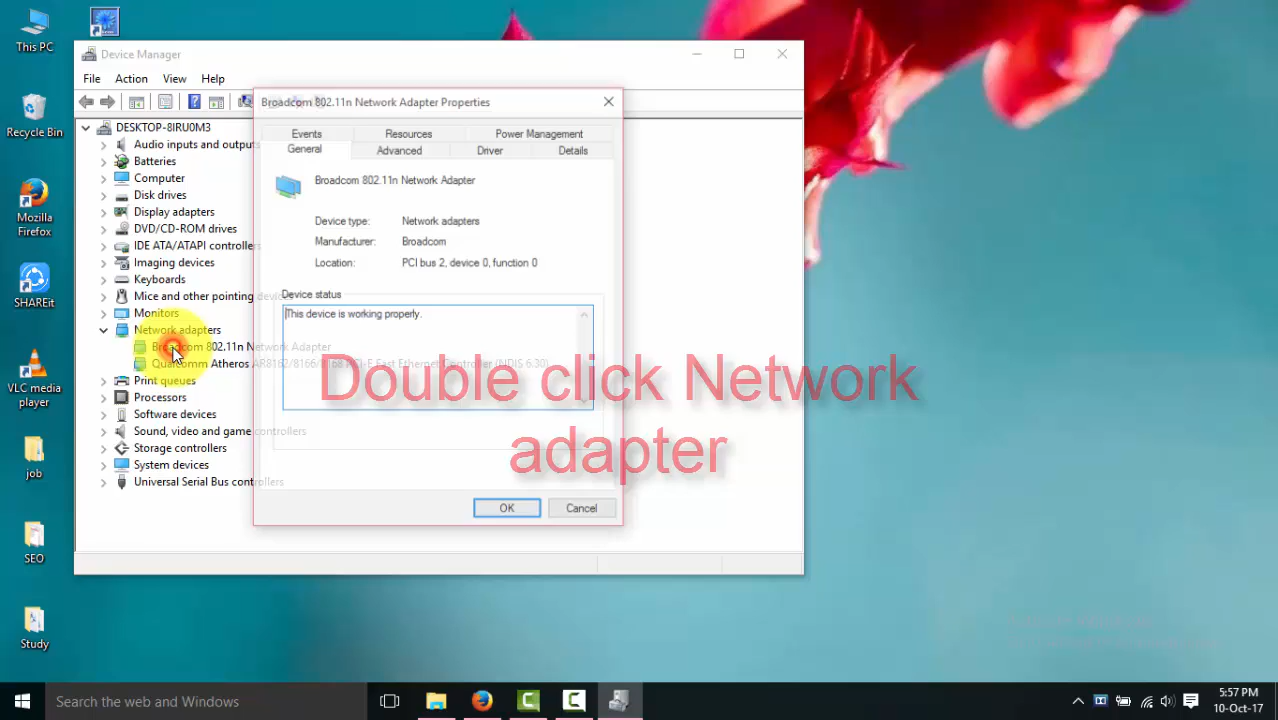 This PC
Recycle Bin
Mozilla
Firefox
SHAREit
VLC media
player
job
SEO
Study
Device Manager
File Action View Help
DESKTOP-8IRU0M3
Audio inputs and outputs
Batteries
Computer
Disk drives
Display adapters
DVD/CD-ROM drives
IDE ATA/ATAPI controllers
Imaging devices
Keyboards
Mice and other pointing devices
Monitors
Network adapters
Broadcom 802.11n Network Adapter
Qualcomm Atheros AR8162/8166/8168 PCI-E Fast Ethernet Controller (NDIS 6.30)
Print queues
Processors
Software devices
Sound, video and game controllers
Storage controllers
System devices
Universal Serial Bus controllers
Broadcom 802.11n Network Adapter Properties
Events Resources Power Management
General Advanced Driver Details
Broadcom 802.11n Network Adapter
Device type: Network adapters
Manufacturer: Broadcom
Location: PCI bus 2, device 0, function 0
Device status
This device is working properly.
OK Cancel
Double click Network
adapter
Search the web and Windows
5:57 PM
10-Oct-17